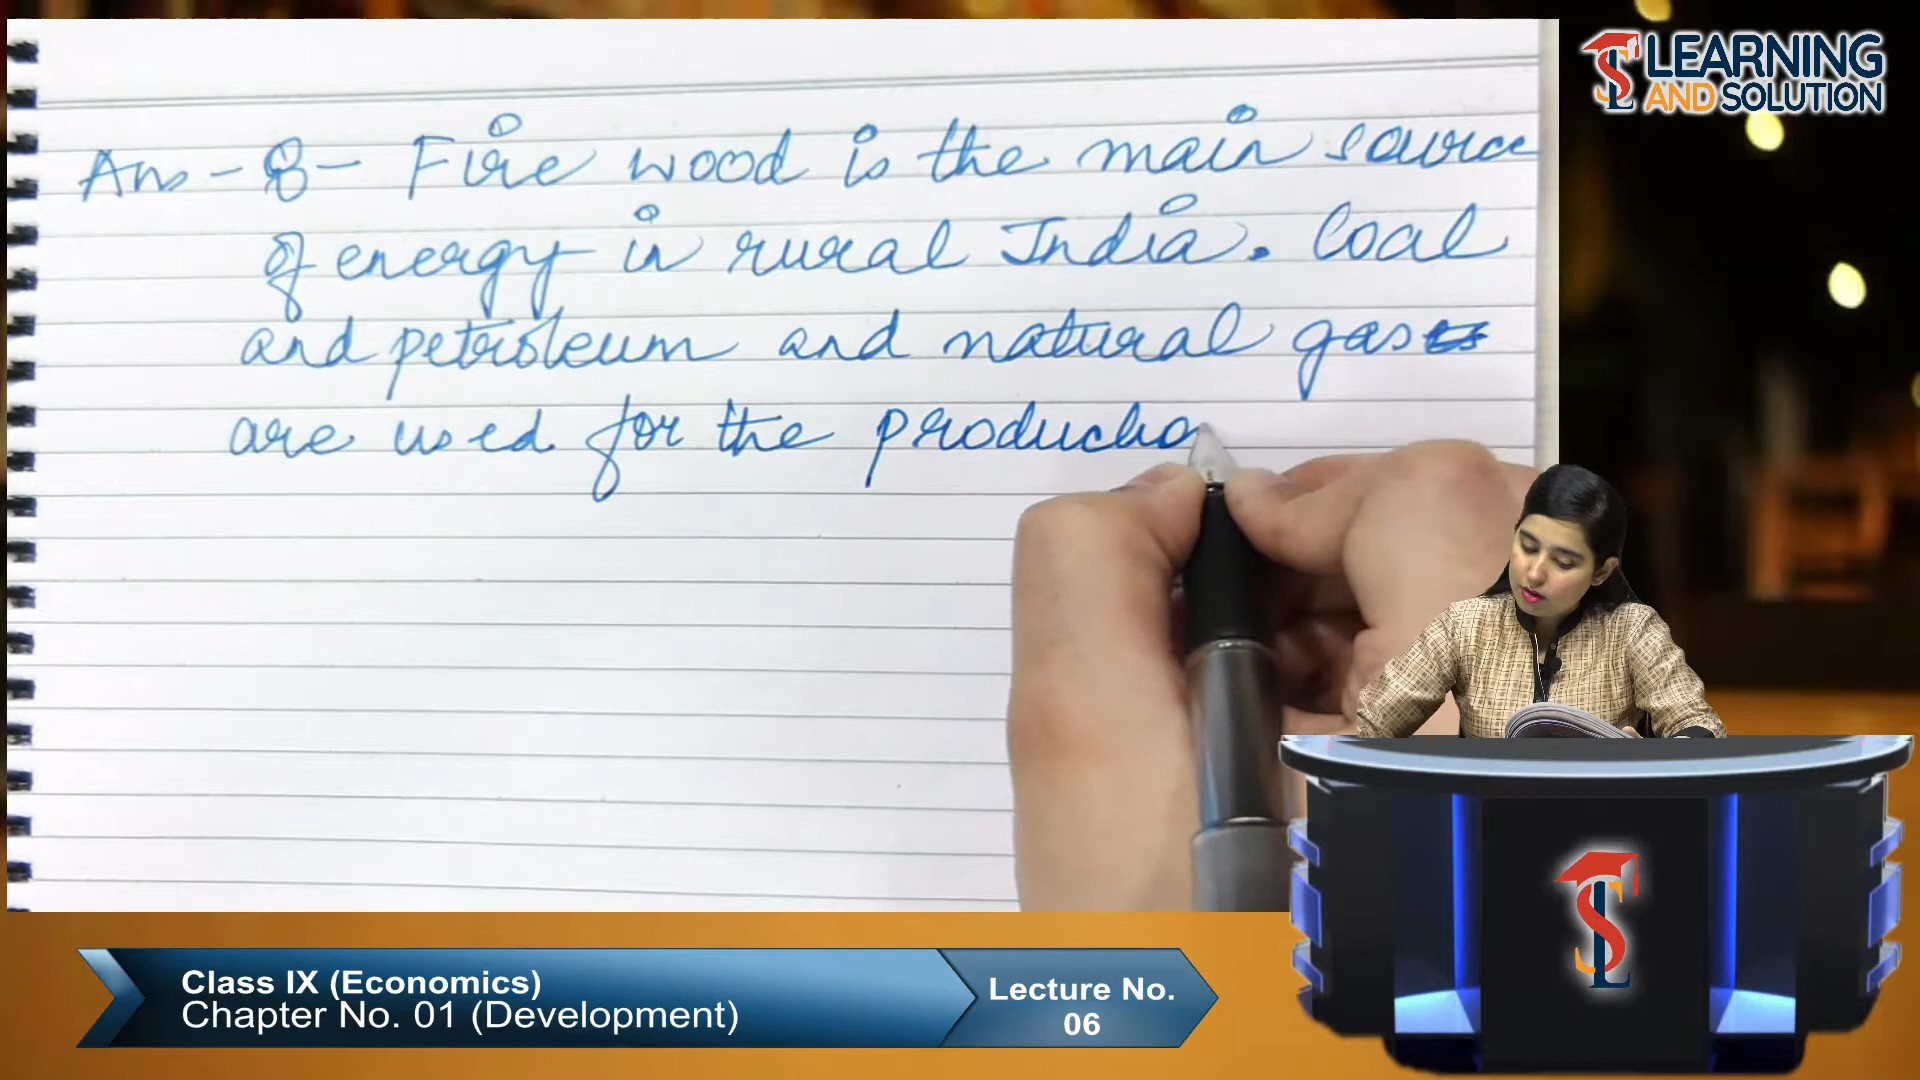 Ans - 8 - Fire wood is the main source
of energy in rural India. Coal
and petroleum and natural gas
are used for the productio
LEARNING
AND SOLUTION
Class IX (Economics)
Chapter No. 01 (Development)
Lecture No.
06